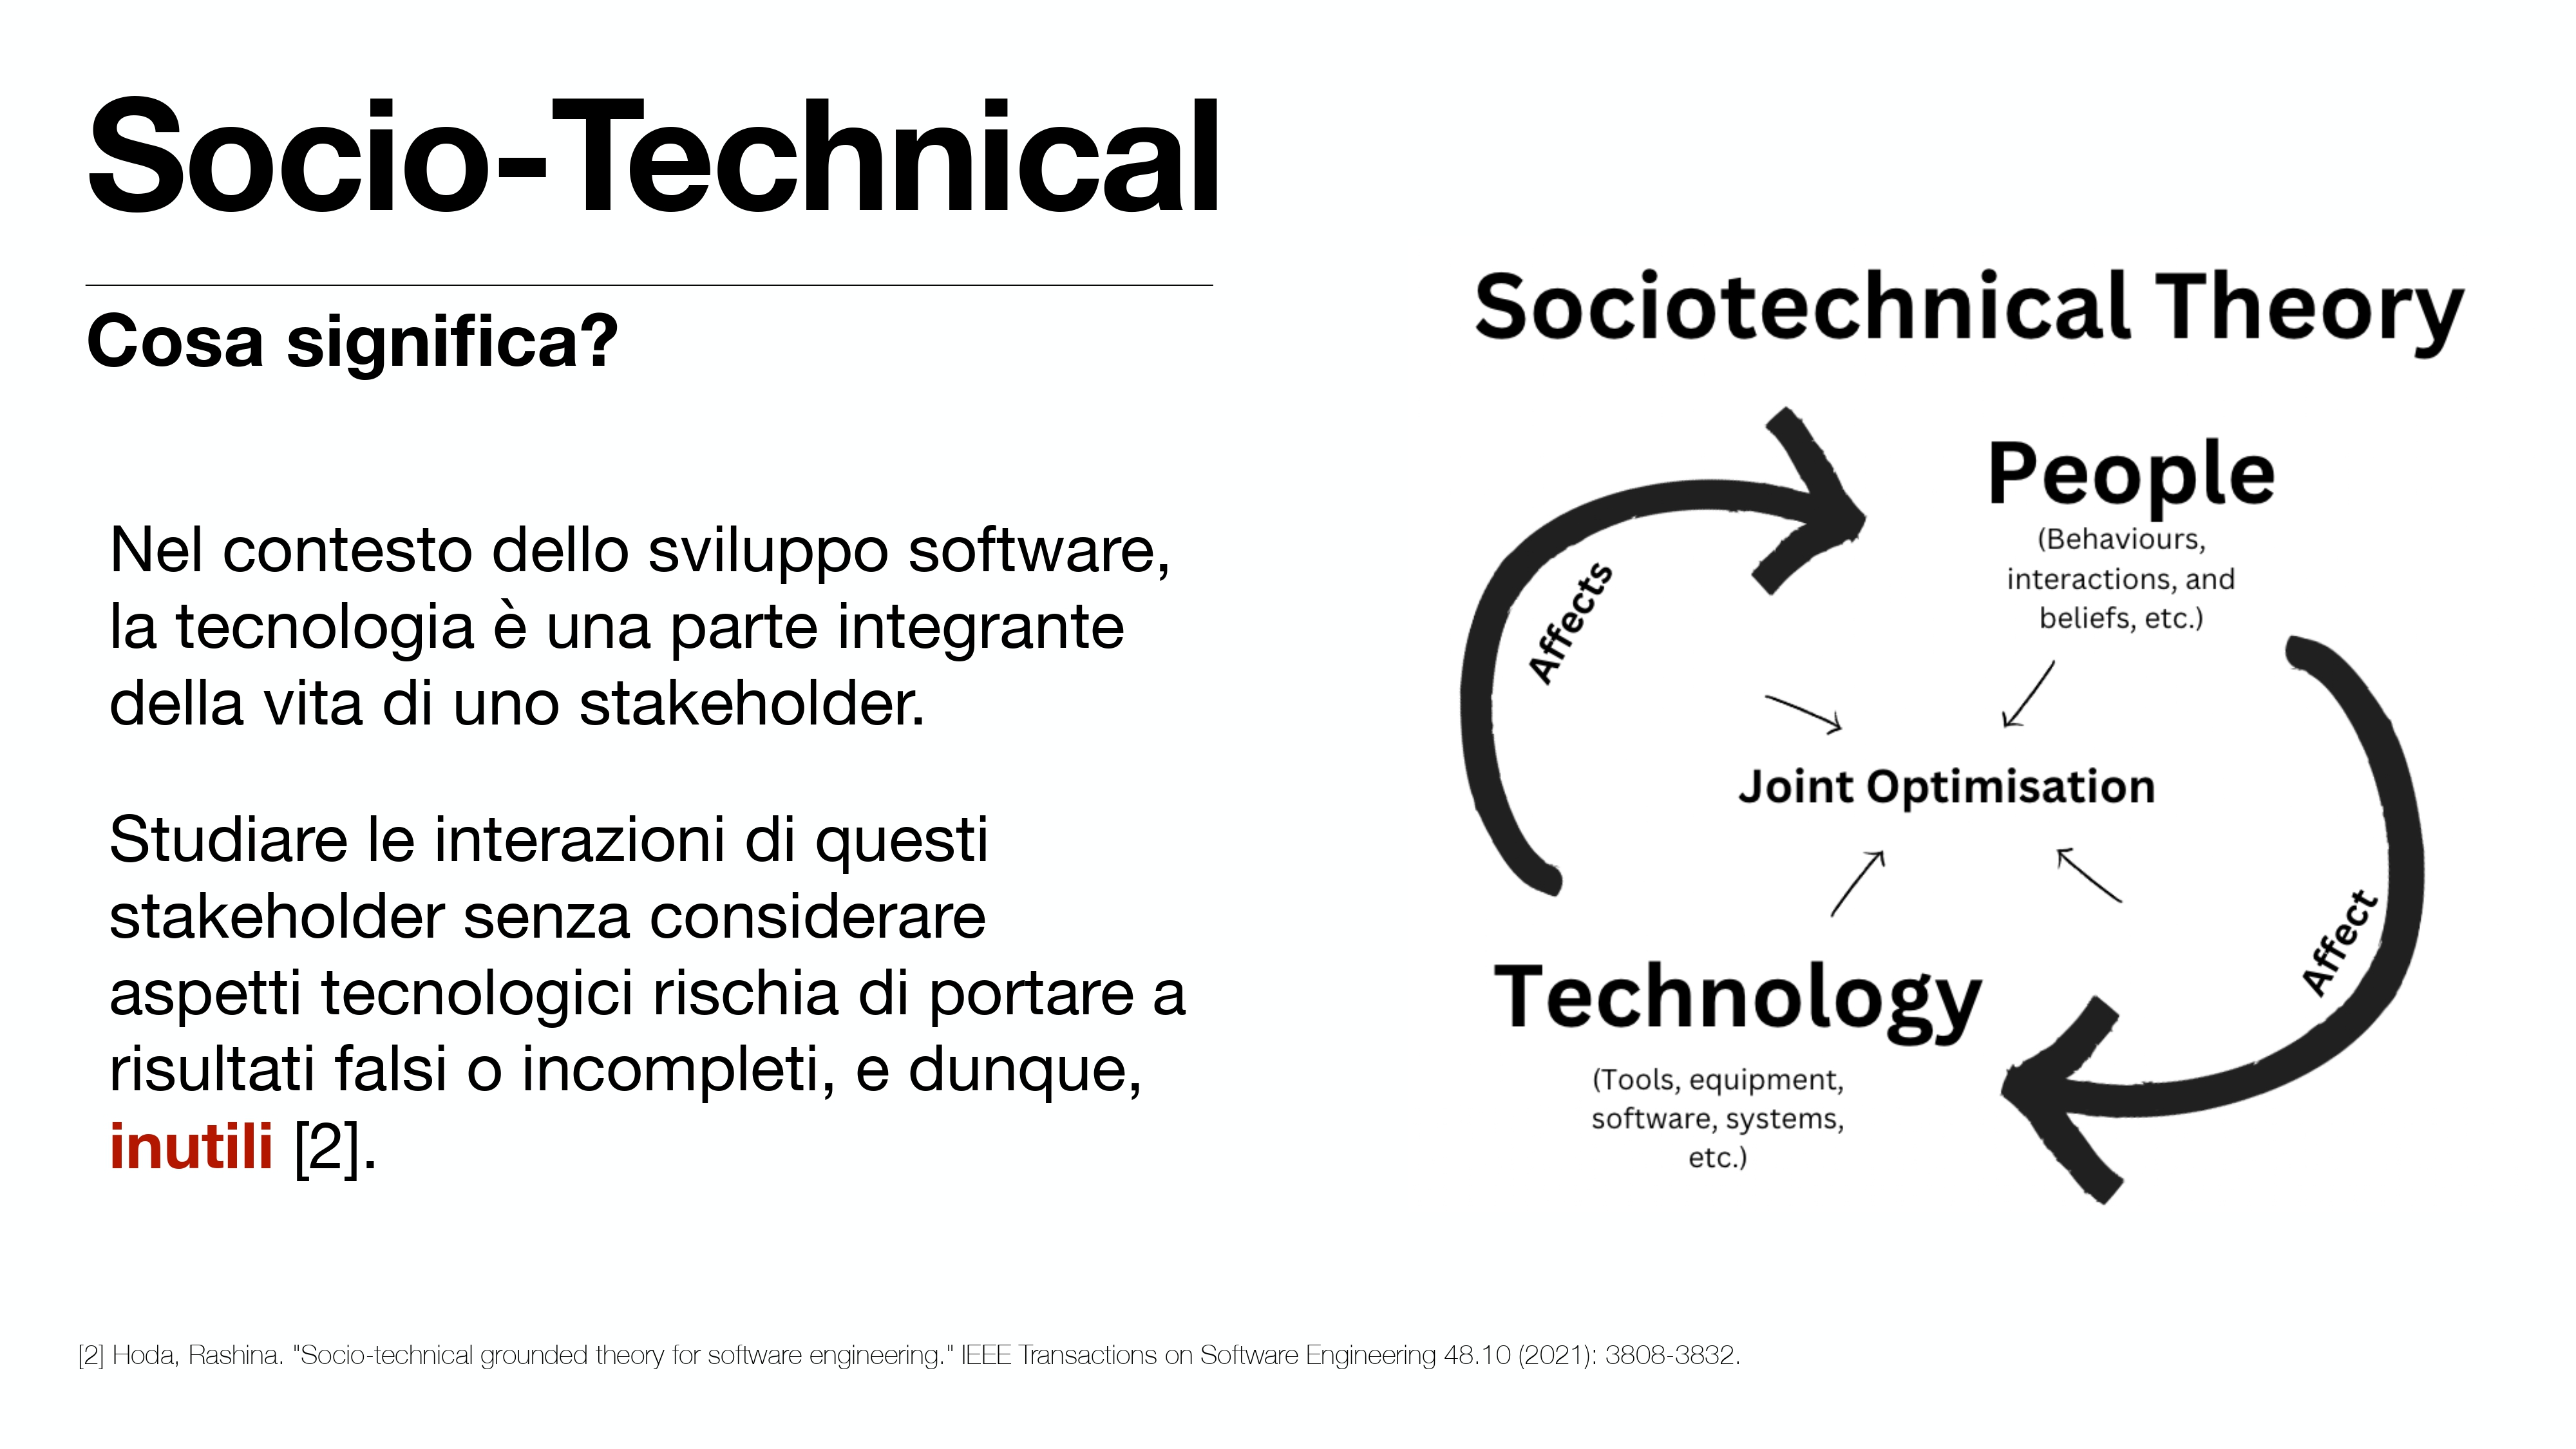 Socio-Technical
Cosa significa?
Nel contesto dello sviluppo software,
la tecnologia è una parte integrante
della vita di uno stakeholder.
Studiare le interazioni di questi
stakeholder senza considerare
aspetti tecnologici rischia di portare a
risultati falsi o incompleti, e dunque,
inutili [2].
Sociotechnical Theory
People
(Behaviours,
interactions, and
beliefs, etc.)
Affects
Joint Optimisation
Affect
Technology
(Tools, equipment,
software, systems,
etc.)
[2] Hoda, Rashina. "Socio-technical grounded theory for software engineering." IEEE Transactions on Software Engineering 48.10 (2021): 3808-3832.